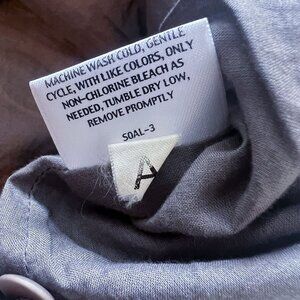 MACHINE WASH COLD, GENTLE
CYCLE, WITH LIKE COLORS, ONLY
NON-CHLORINE BLEACH AS
NEEDED, TUMBLE DRY LOW,
REMOVE PROMPTLY
SOAL-3
A